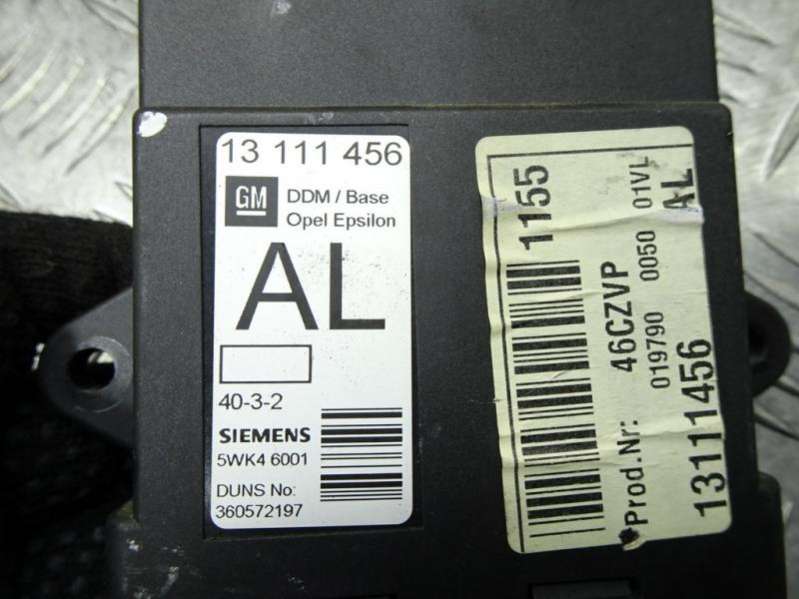 13 111 456
GM
DDM / Base
Opel Epsilon
AL
40-3-2
SIEMENS
5WK4 6001
DUNS No:
360572197
1155
Prod.Nr: 46CZVP
019790 0050 01VL
13111456 AL